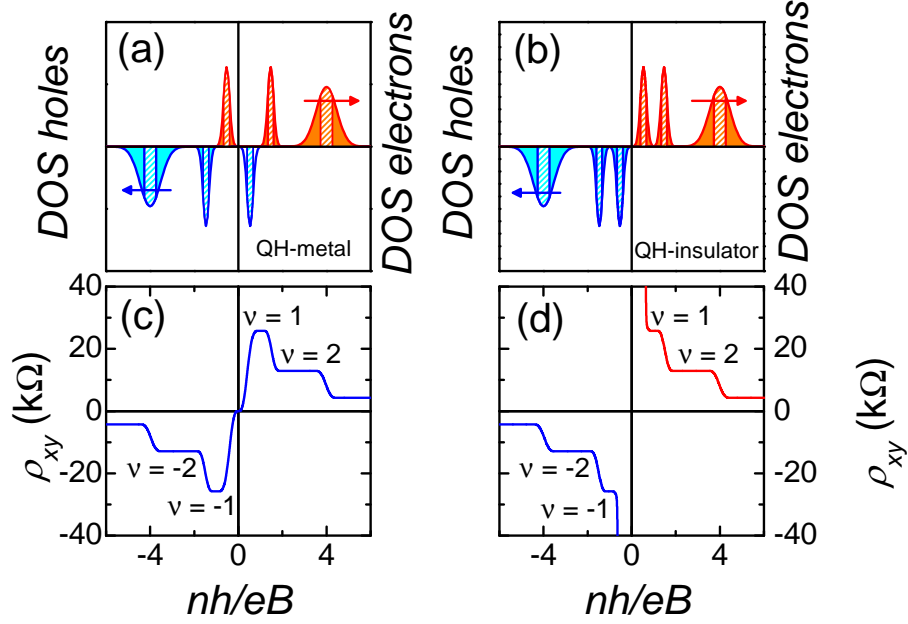 (a)
DOS holes
DOS electrons
QH-metal
(b)
DOS holes
DOS electrons
QH-insulator
(c)
ρxy (kΩ)
40
20
0
-20
-40
ν = 1
ν = 2
ν = -2
ν = -1
-4
0
4
nh/eB
(d)
ν = 1
ν = 2
ν = -2
ν = -1
40
20
0
-20
-40
ρxy (kΩ)
-4
0
4
nh/eB